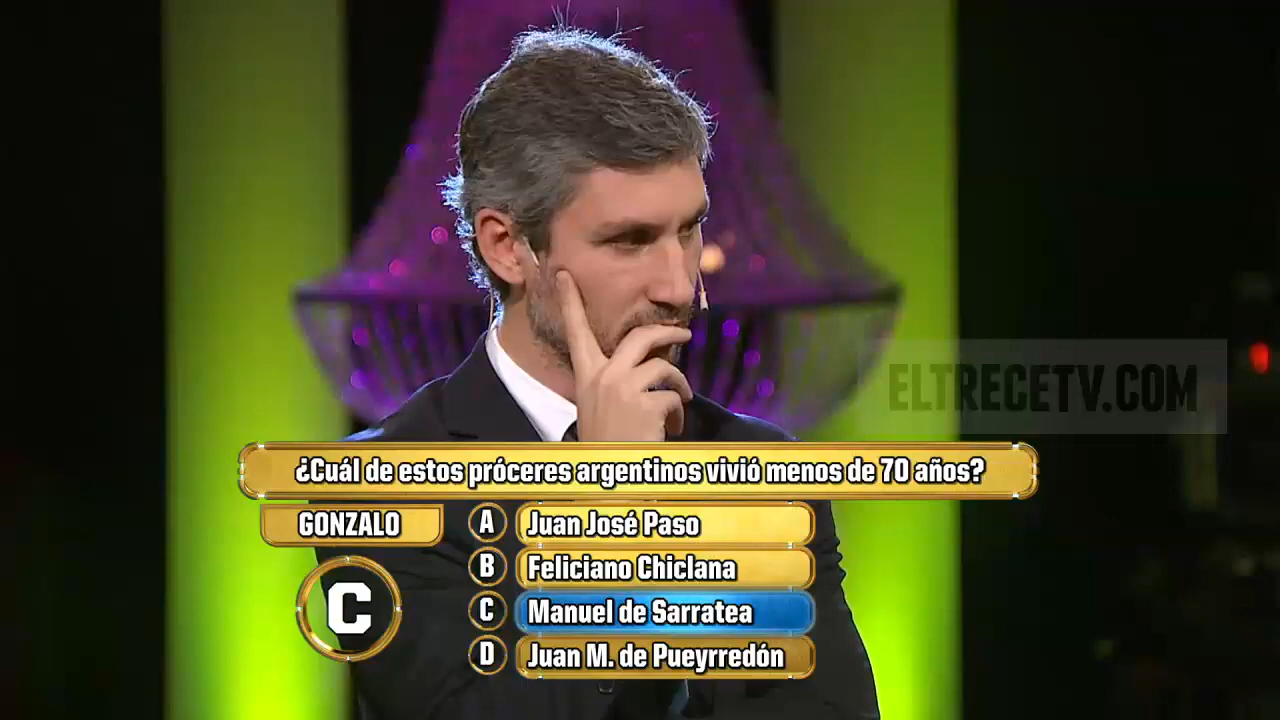 ELTRECETV.COM
¿Cuál de estos próceres argentinos vivió menos de 70 años?
GONZALO
C
A Juan José Paso
B Feliciano Chiclana
C Manuel de Sarratea
D Juan M. de Pueyrredón